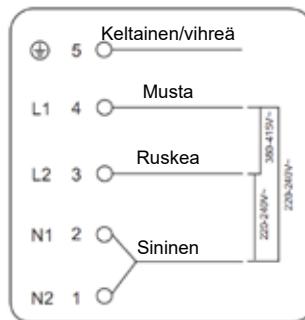 5 Keltainen/vihreä
L1 4 Musta
L2 3 Ruskea
N1 2
Sininen
N2 1
380-415V~
220-240V~
220-240V~